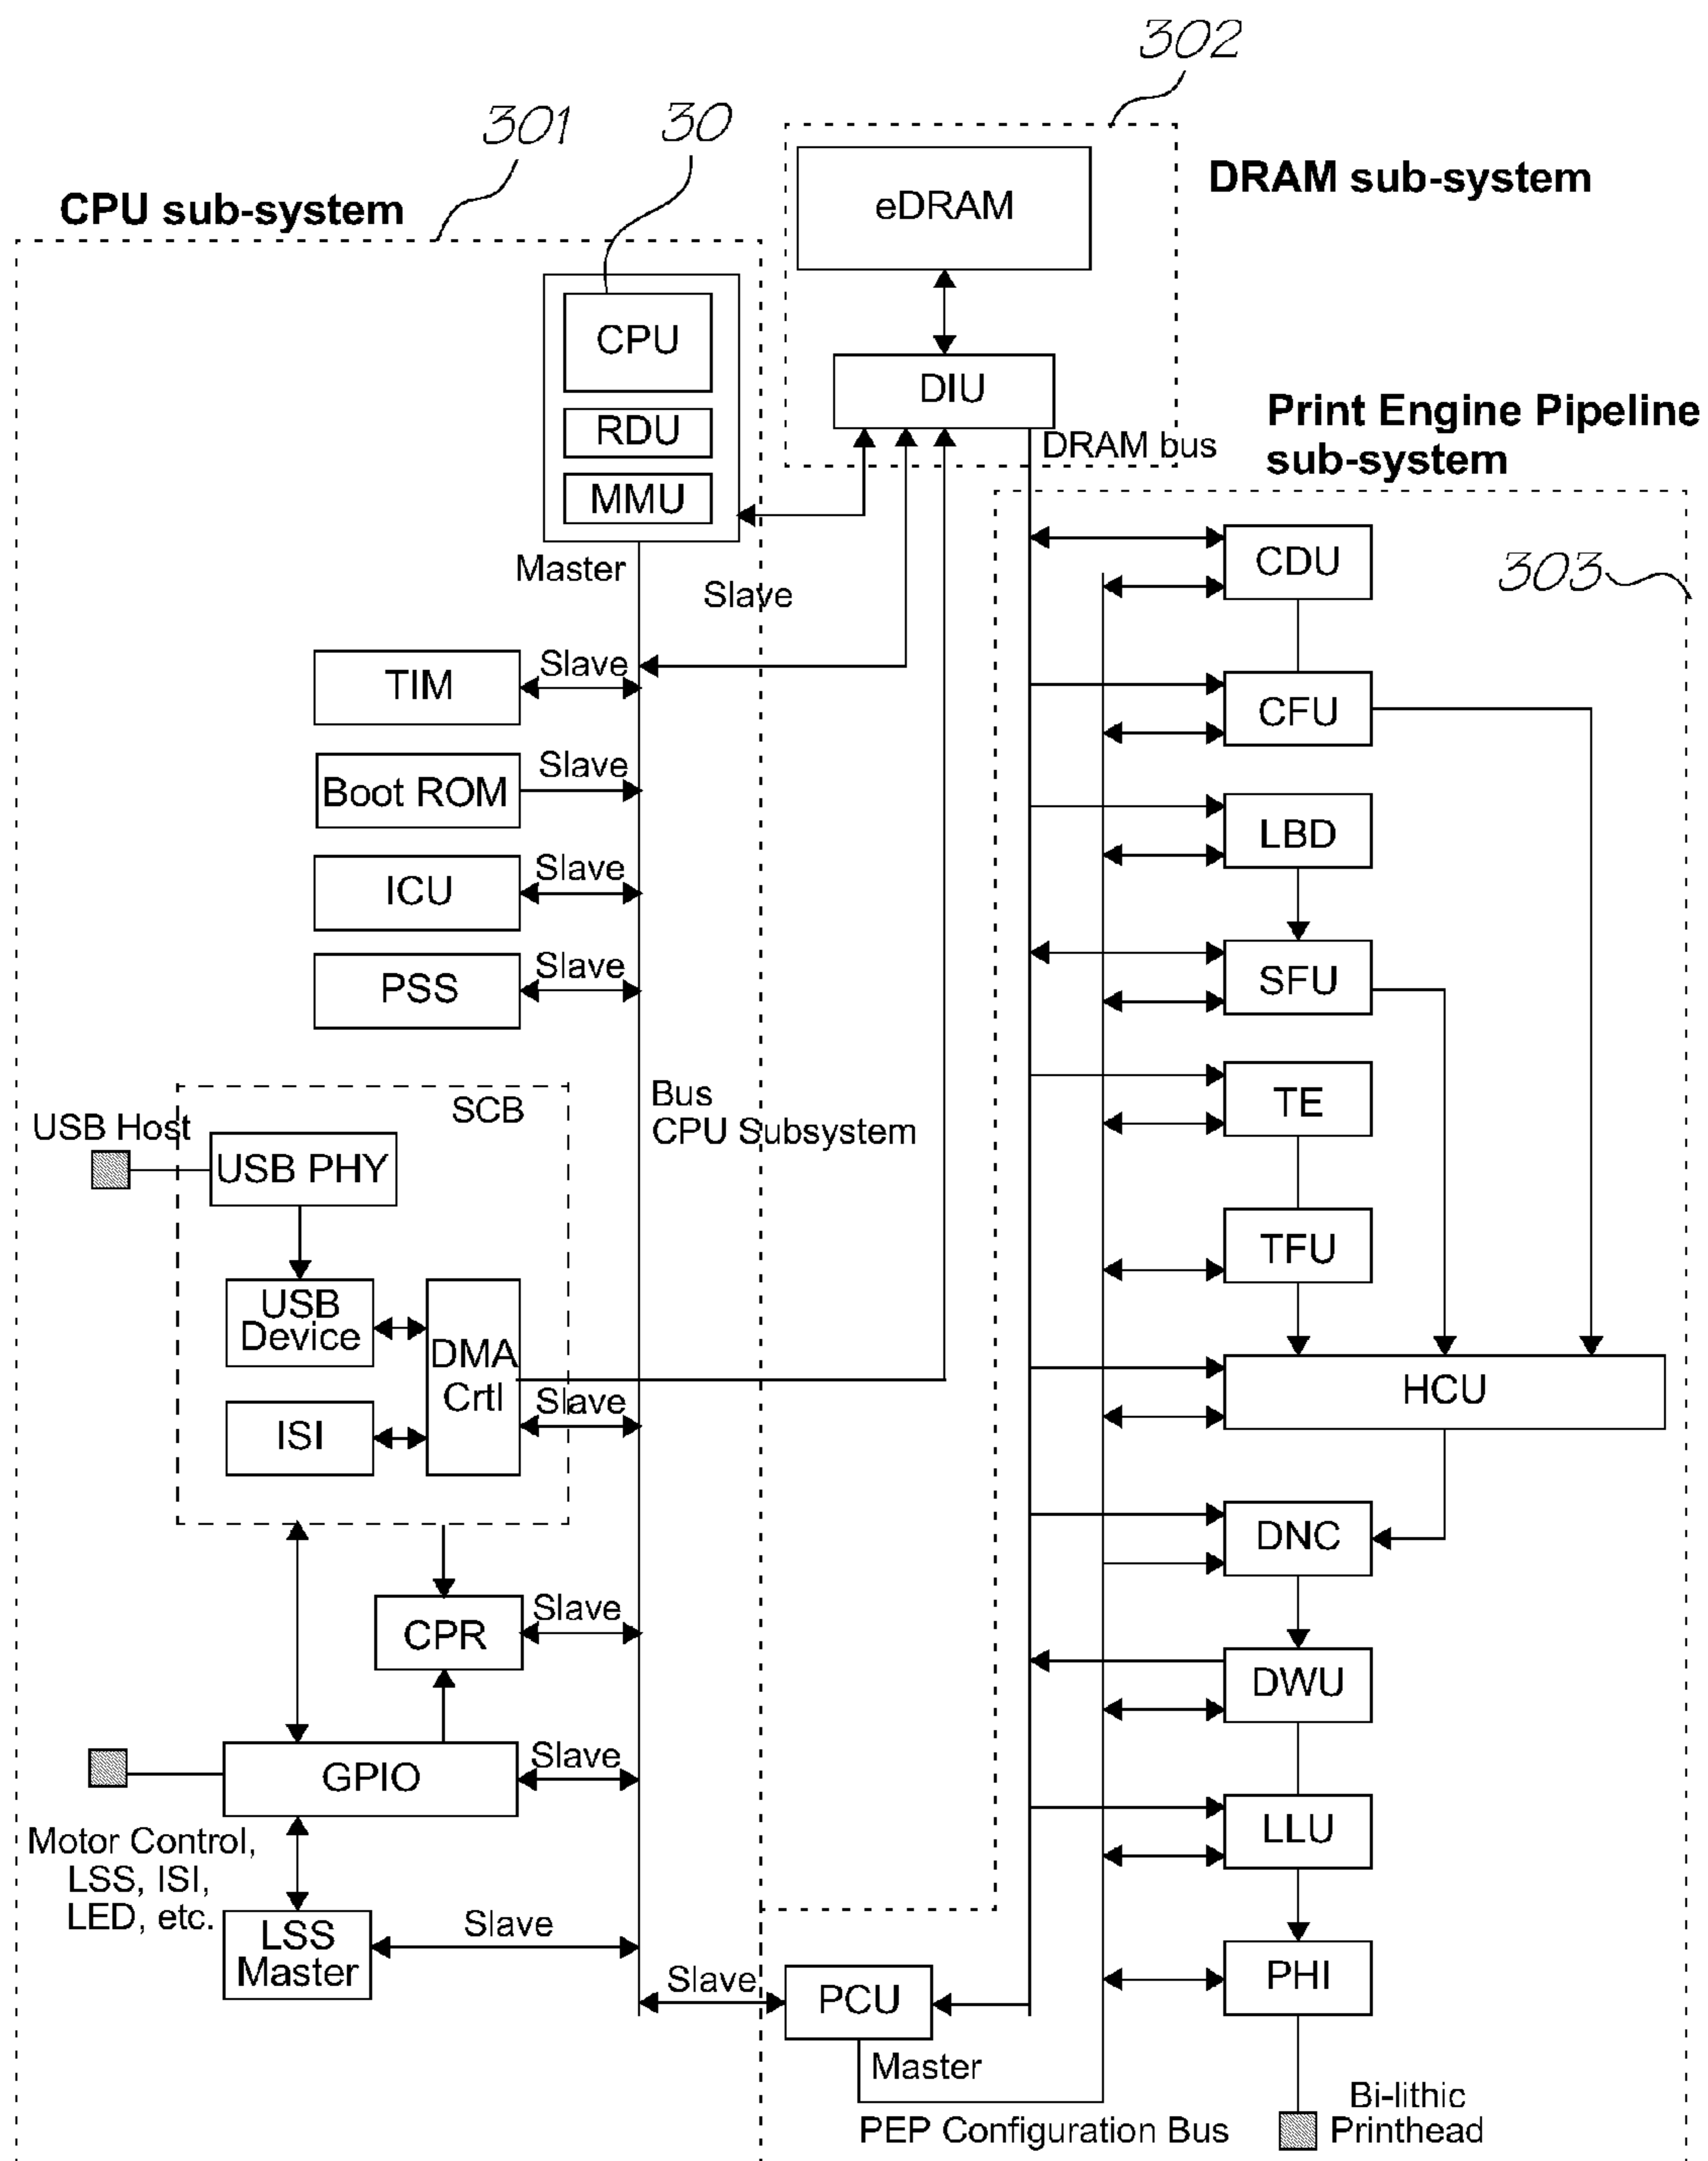 302
301
30
CPU sub-system
DRAM sub-system
eDRAM
CPU
RDU
MMU
DIU
DRAM bus
Print Engine Pipeline
sub-system
303
Master
Slave
TIM
Slave
Boot ROM
Slave
ICU
Slave
PSS
Slave
Bus
CPU Subsystem
SCB
USB Host
USB PHY
USB
Device
DMA
Crtl
Slave
ISI
CPR
Slave
GPIO
Slave
Motor Control,
LSS, ISI,
LED, etc.
LSS
Master
Slave
Slave
PCU
Master
PEP Configuration Bus
CDU
CFU
LBD
SFU
TE
TFU
HCU
DNC
DWU
LLU
PHI
Bi-lithic
Printhead